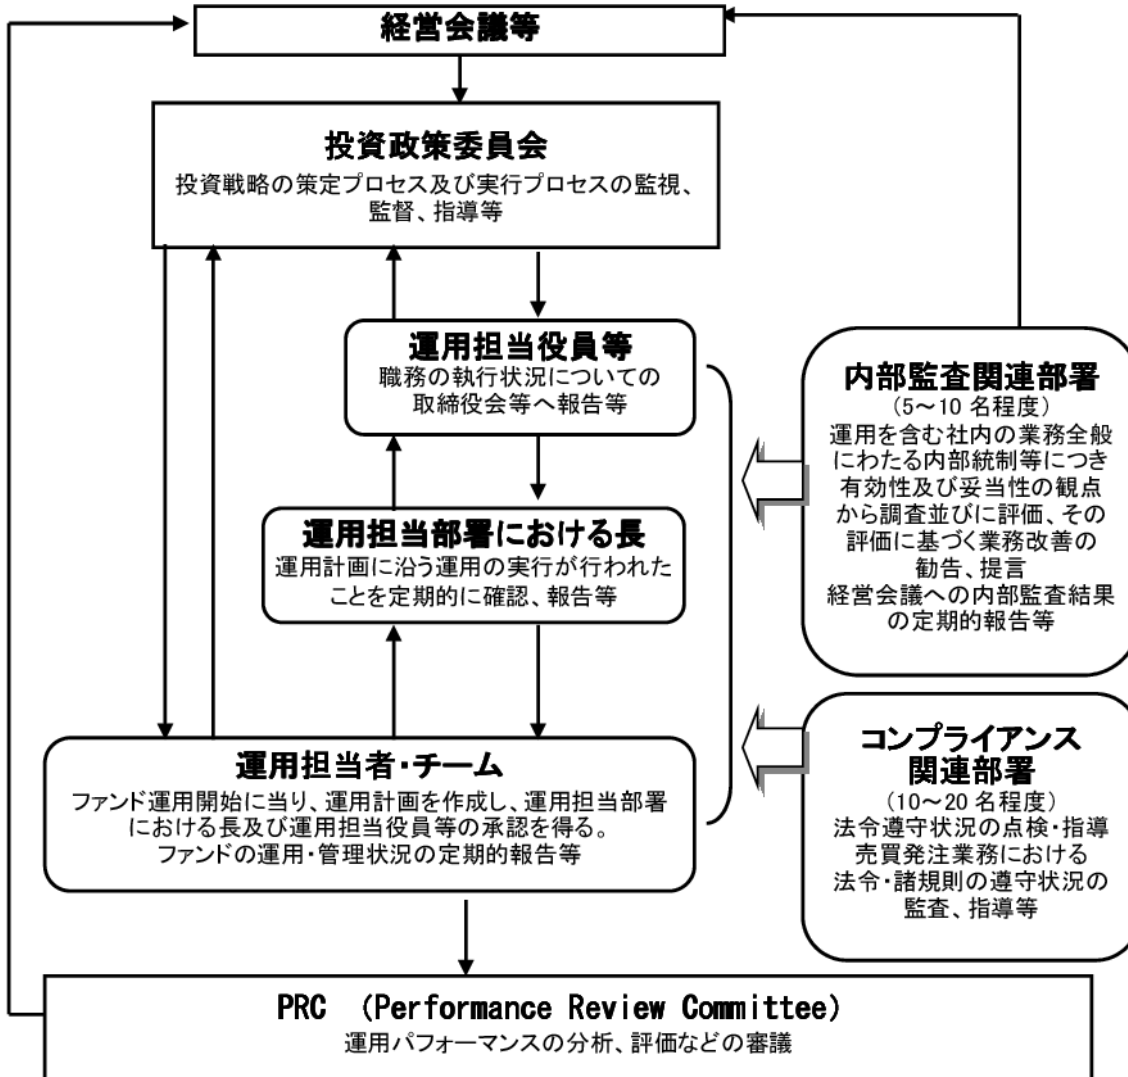 経営会議等
投資政策委員会
投資戦略の策定プロセス及び実行プロセスの監視、
監督、指導等
運用担当役員等
職務の執行状況についての
取締役会等へ報告等
運用担当部署における長
運用計画に沿う運用の実行が行われた
ことを定期的に確認、報告等
運用担当者・チーム
ファンド運用開始に当り、運用計画を作成し、運用担当部署
における長及び運用担当役員等の承認を得る。
ファンドの運用・管理状況の定期的報告等
内部監査関連部署
(5～10 名程度)
運用を含む社内の業務全般
にわたる内部統制等につき
有効性及び妥当性の観点
から調査並びに評価、その
評価に基づく業務改善の
勧告、提言
経営会議への内部監査結果
の定期的報告等
コンプライアンス
関連部署
(10～20 名程度)
法令遵守状況の点検・指導
売買発注業務における
法令・諸規則の遵守状況の
監査、指導等
PRC (Performance Review Committee)
運用パフォーマンスの分析、評価などの審議